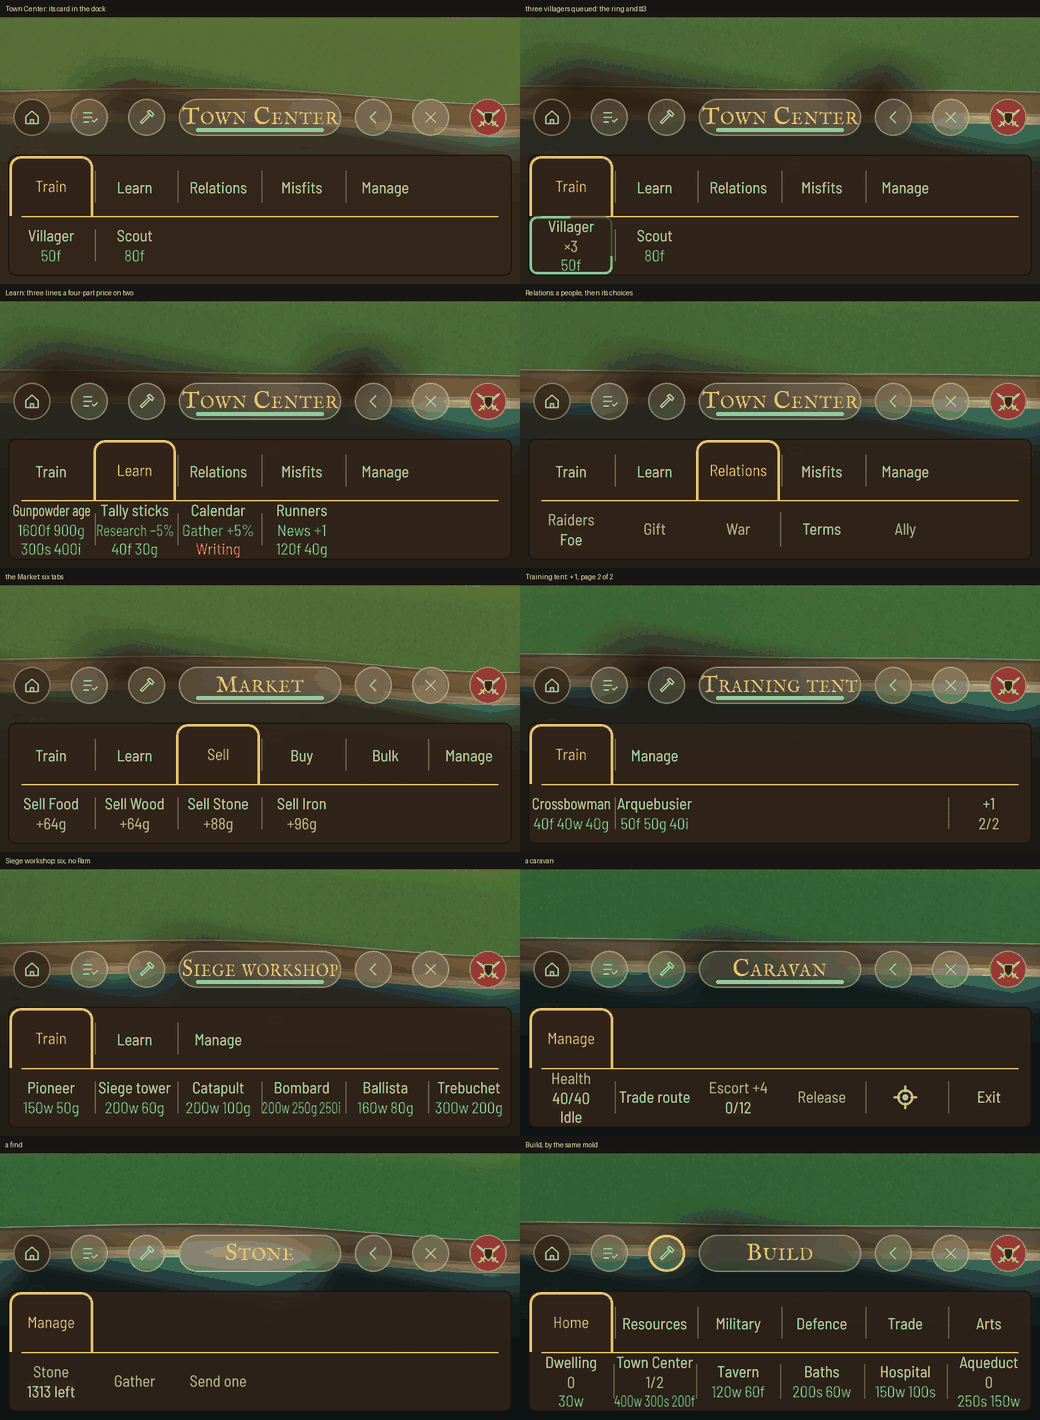 Town Center: its card in the dock
Town Center
Train Learn Relations Misfits Manage
Villager Scout
50f 80f
three villagers queued: the ring and
Town Center
Train Learn Relations Misfits Manage
Villager
×3
50f
Scout
80f
Learn: three lines, a four-part price on two
Town Center
Train Learn Relations Misfits Manage
Gunpowder age Tally sticks Calendar Runners
1600f 900g Research −5% Gather +5% News +1
300s 400i 40f 30g Writing 120f 40g
Relations: a people, then its choices
Town Center
Train Learn Relations Misfits Manage
Raiders
Foe
Gift War Terms Ally
the Market: six tabs
Market
Train Learn Sell Buy Bulk Manage
Sell Food Sell Wood Sell Stone Sell Iron
+64g +64g +88g +96g
Training tent: +1, page 2 of 2
Training tent
Train Manage
Crossbowman Arquebusier +1
40f 40w 40g 50f 50g 40i 2/2
Siege workshop: six, no Ram
Siege workshop
Train Learn Manage
Pioneer Siege tower Catapult Bombard Ballista Trebuchet
150w 50g 200w 60g 200w 100g 200w 250g 250i 160w 80g 300w 200g
a caravan
Caravan
Manage
Health
40/40
Idle
Trade route
Escort +4
0/12
Release Exit
a find
Stone
Manage
Stone
1313 left
Gather Send one
Build, by the same mold
Build
Home Resources Military Defence Trade Arts
Dwelling
0
30w
Town Center
1/2
400w 300s 200f
Tavern
120w 60f
Baths
200s 60w
Hospital
150w 100s
Aqueduct
0
250s 150w